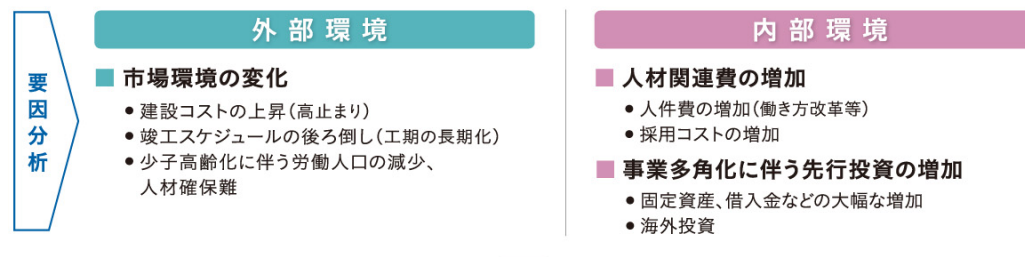 要因分析
外部環境
■ 市場環境の変化
● 建設コストの上昇（高止まり）
● 竣工スケジュールの後ろ倒し（工期の長期化）
● 少子高齢化に伴う労働人口の減少、
人材確保難
内部環境
■ 人材関連費の増加
● 人件費の増加（働き方改革等）
● 採用コストの増加
■ 事業多角化に伴う先行投資の増加
● 固定資産、借入金などの大幅な増加
● 海外投資